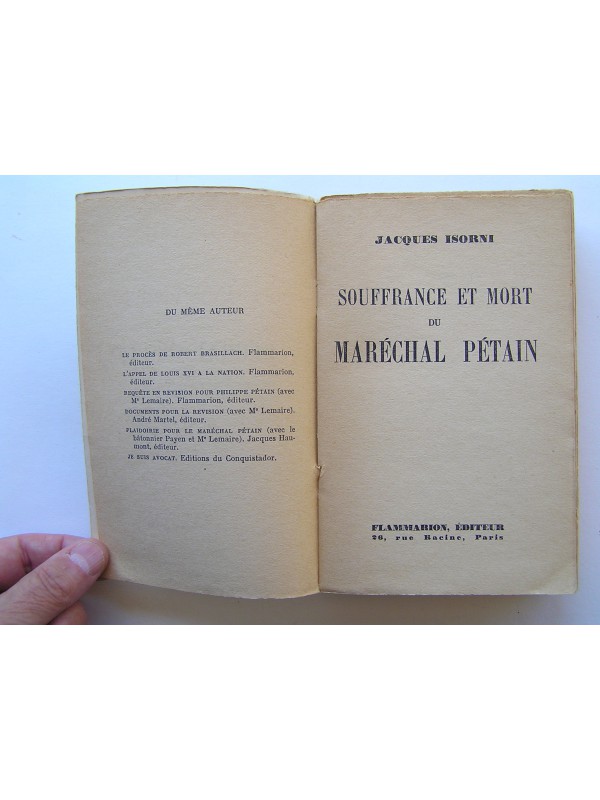 DU MÊME AUTEUR
LE PROCÈS DE ROBERT BRASILLACH. Flammarion,
éditeur.
L'APPEL DE LOUIS XVI A LA NATION. Flammarion,
éditeur.
REQUÊTE EN REVISION POUR PHILIPPE PÉTAIN (avec
Me Lemaire). Flammarion, éditeur.
DOCUMENTS POUR LA REVISION (avec Me Lemaire).
André Martel, éditeur.
PLAIDOIRIE POUR LE MARÉCHAL PÉTAIN (avec le
bâtonnier Payen et Me Lemaire). Jacques Hau-
mont, éditeur.
JE SUIS AVOCAT. Editions du Conquistador.
JACQUES ISORNI
SOUFFRANCE ET MORT
DU
MARÉCHAL PÉTAIN
FLAMMARION, ÉDITEUR
26, rue Racine, Paris